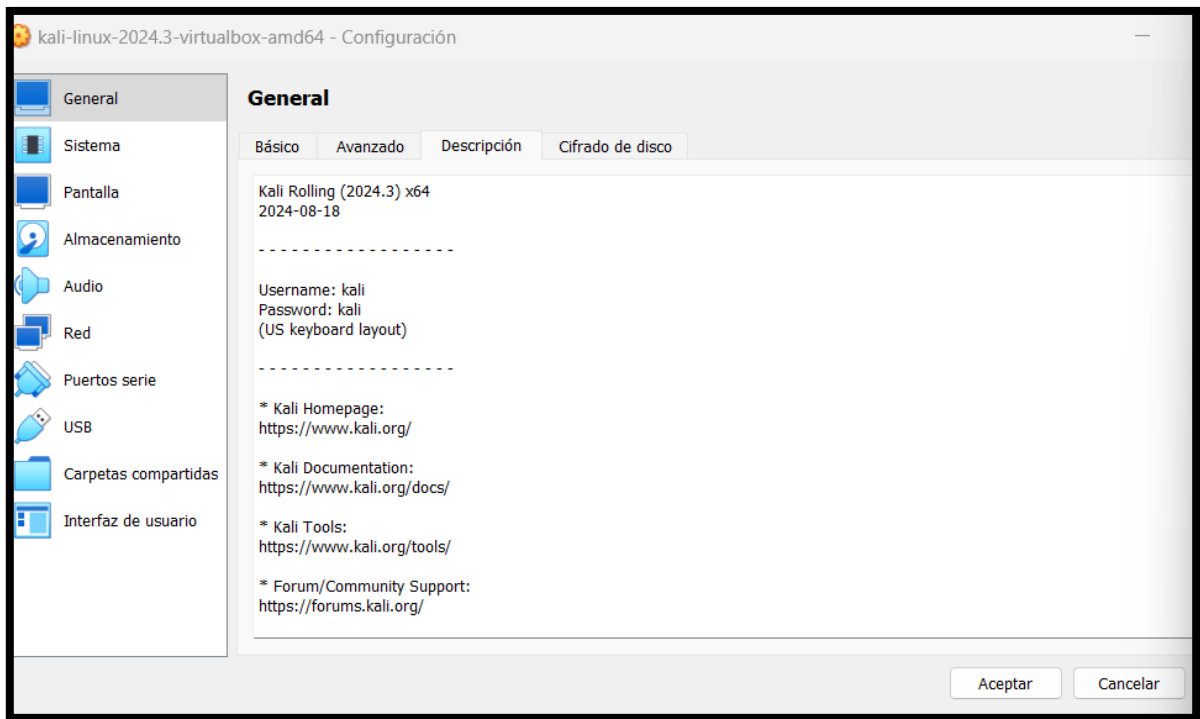 kali-linux-2024.3-virtualbox-amd64 - Configuración
General
Sistema
Pantalla
Almacenamiento
Audio
Red
Puertos serie
USB
Carpetas compartidas
Interfaz de usuario
General
Básico Avanzado Descripción Cifrado de disco
Kali Rolling (2024.3) x64
2024-08-18
- - - - - - - - - - - - - - - - - -
Username: kali
Password: kali
(US keyboard layout)
- - - - - - - - - - - - - - - - - -
* Kali Homepage:
https://www.kali.org/
* Kali Documentation:
https://www.kali.org/docs/
* Kali Tools:
https://www.kali.org/tools/
* Forum/Community Support:
https://forums.kali.org/
Aceptar Cancelar